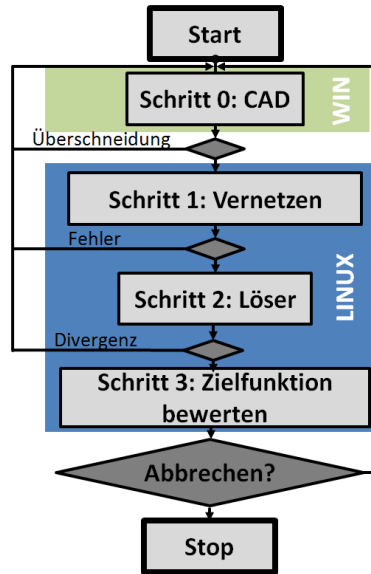 Start
Schritt 0: CAD
WIN
Überschneidung
Schritt 1: Vernetzen
Fehler
LINUX
Schritt 2: Löser
Divergenz
Schritt 3: Zielfunktion
bewerten
Abbrechen?
Stop